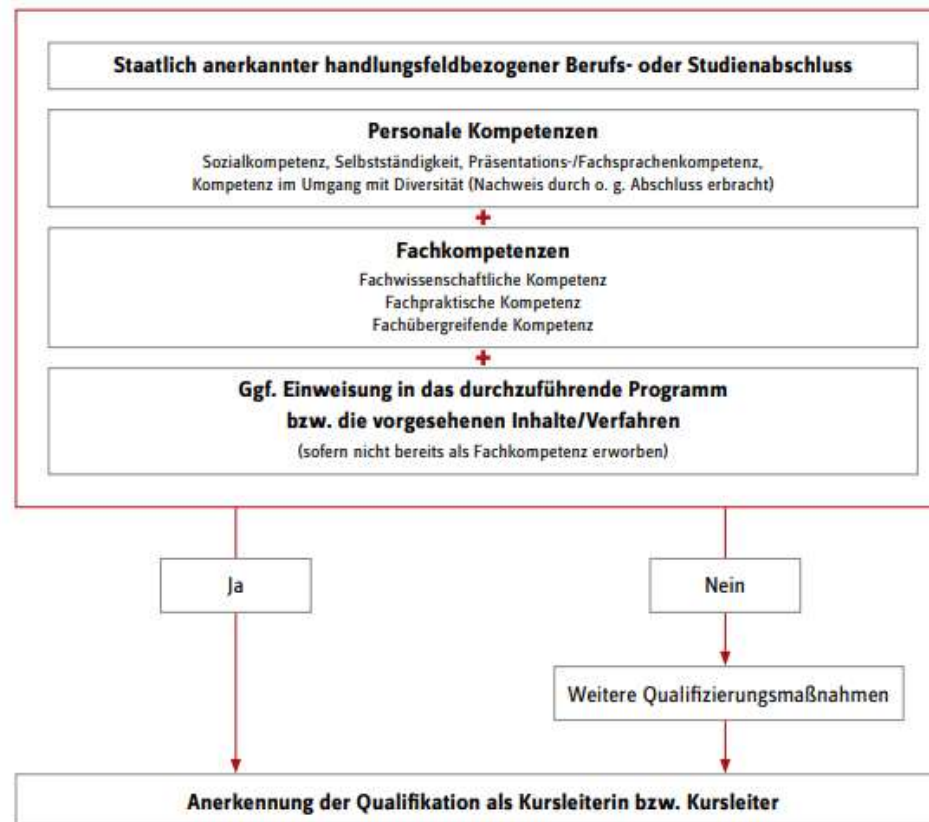 Staatlich anerkannter handlungsfeldbezogener Berufs- oder Studienabschluss
Personale Kompetenzen
Sozialkompetenz, Selbstständigkeit, Präsentations-/Fachsprachenkompetenz,
Kompetenz im Umgang mit Diversität (Nachweis durch o. g. Abschluss erbracht)
+
Fachkompetenzen
Fachwissenschaftliche Kompetenz
Fachpraktische Kompetenz
Fachübergreifende Kompetenz
+
Ggf. Einweisung in das durchzuführende Programm
bzw. die vorgesehenen Inhalte/Verfahren
(sofern nicht bereits als Fachkompetenz erworben)
Ja
Nein
Weitere Qualifizierungsmaßnahmen
Anerkennung der Qualifikation als Kursleiterin bzw. Kursleiter